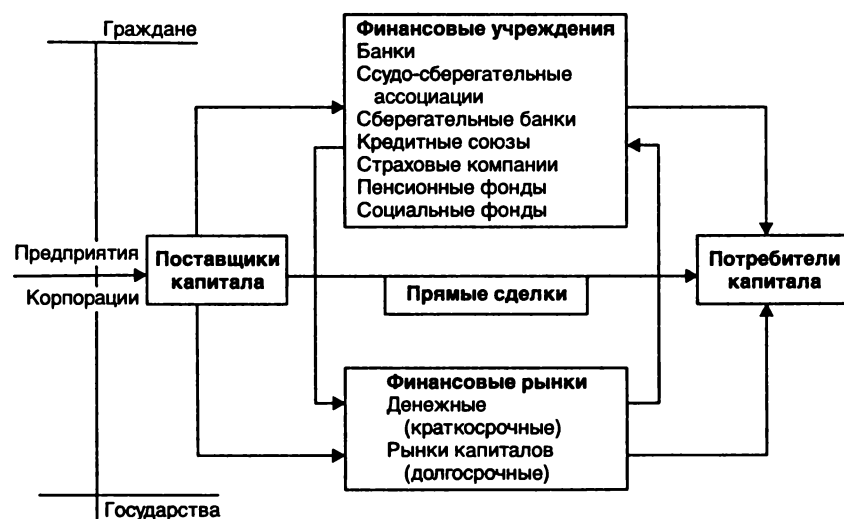 Граждане
Финансовые учреждения
Банки
Ссудо-сберегательные
ассоциации
Сберегательные банки
Кредитные союзы
Страховые компании
Пенсионные фонды
Социальные фонды
Предприятия
Корпорации
Поставщики
капитала
Прямые сделки
Потребители
капитала
Финансовые рынки
Денежные
(краткосрочные)
Рынки капиталов
(долгосрочные)
Государства